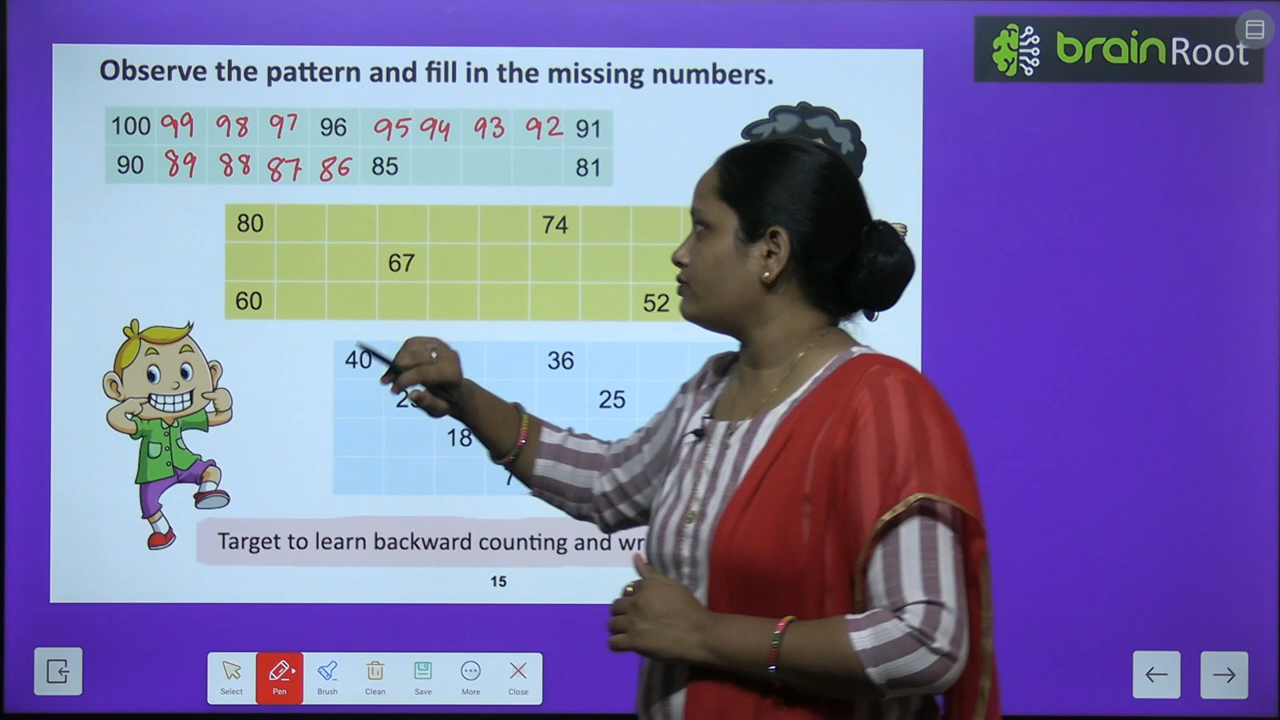 brainRoot
Observe the pattern and fill in the missing numbers.
100 99 98 97 96 95 94 93 92 91
90 89 88 87 86 85 81
80 74
67
60 52
40 36
25
18
7
Target to learn backward counting and
15
Select Pen Brush Clean Save More Close